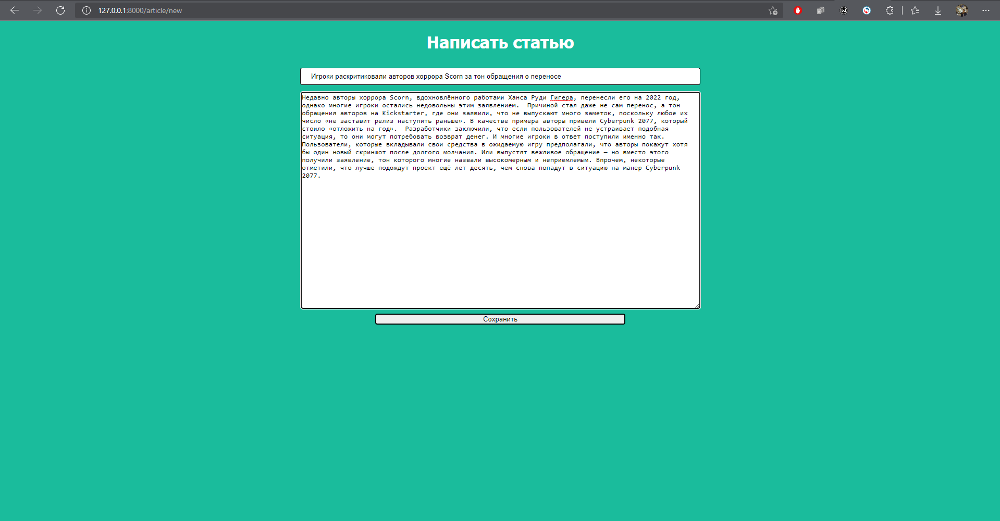 127.0.0.1:8000/article/new
Написать статью
Игроки раскритиковали авторов хоррора Scorn за тон обращения о переносе
Недавно авторы хоррора Scorn, вдохновлённого работами Ханса Руди Гигера, перенесли его на 2022 год,
однако многие игроки остались недовольны этим заявлением.  Причиной стал даже не сам перенос, а тон
обращения авторов на Kickstarter, где они заявили, что не выпускают много заметок, поскольку любое их
число «не заставит релиз наступить раньше». В качестве примера авторы привели Cyberpunk 2077, который
стоило «отложить на год».  Разработчики заключили, что если пользователей не устраивает подобная
ситуация, то они могут потребовать возврат денег. И многие игроки в ответ поступили именно так.
Пользователи, которые вкладывали свои средства в ожидаемую игру предполагали, что авторы покажут хотя
бы один новый скриншот после долгого молчания. Или выпустят вежливое обращение — но вместо этого
получили заявление, тон которого многие назвали высокомерным и неприемлемым. Впрочем, некоторые
отметили, что лучше подождут проект ещё лет десять, чем снова попадут в ситуацию на манер Cyberpunk
2077.
Сохранить